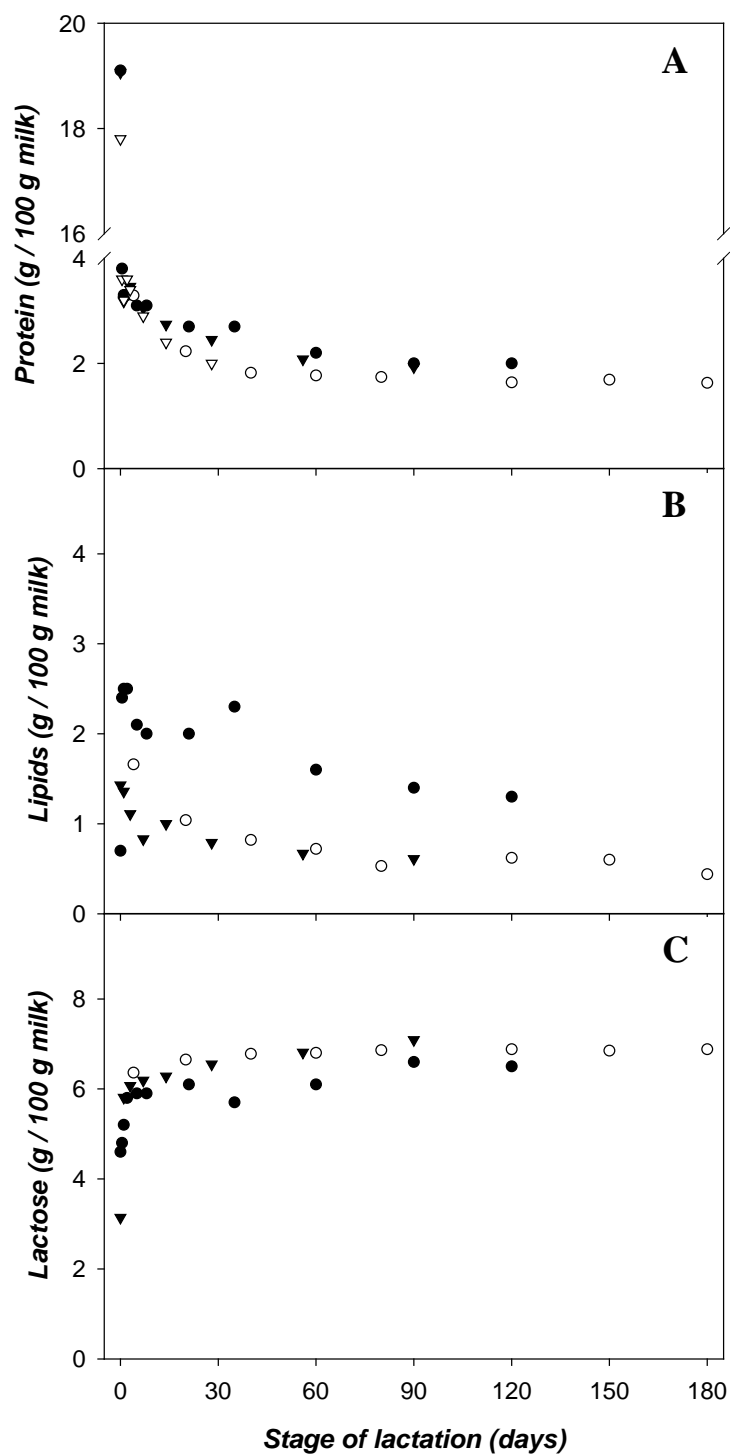 20
A
18
16
4
2
0
Protein (g / 100 g milk)
B
4
3
2
1
0
Lipids (g / 100 g milk)
C
8
6
4
2
0
Lactose (g / 100 g milk)
0 30 60 90 120 150 180
Stage of lactation (days)